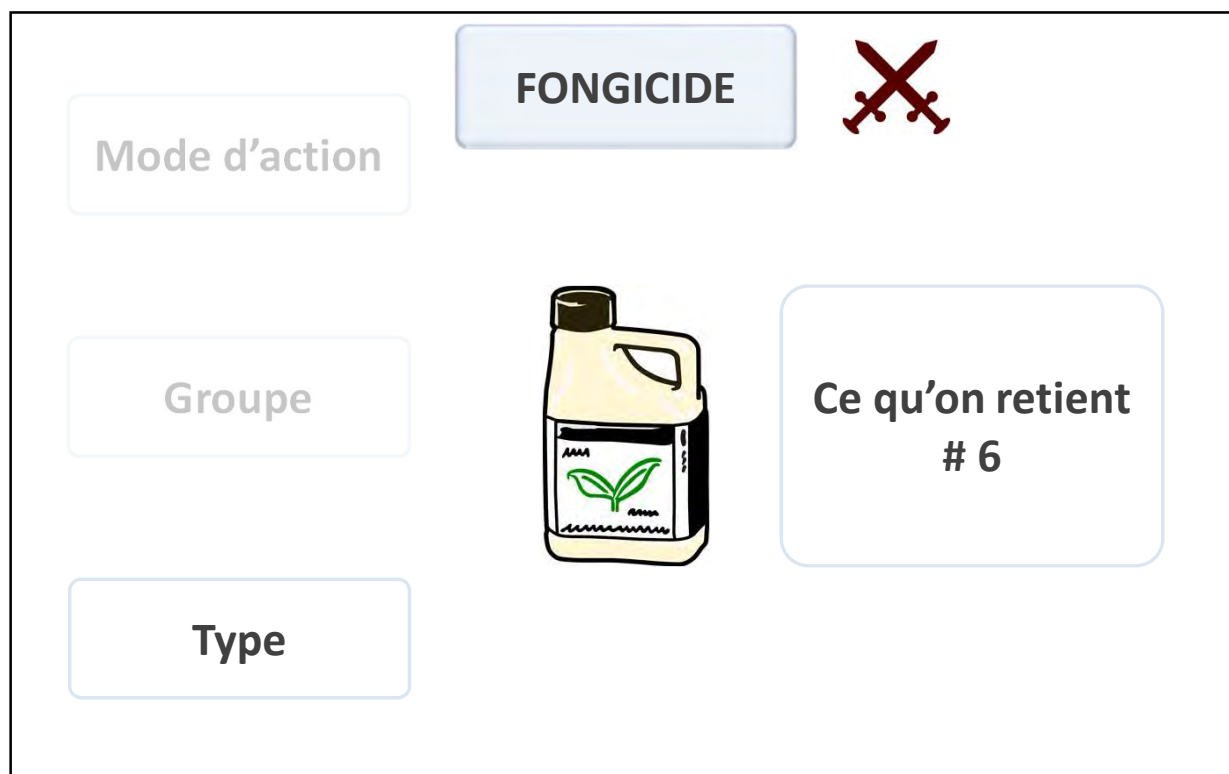 FONGICIDE
Mode d’action
Groupe
Ce qu’on retient
# 6
Type